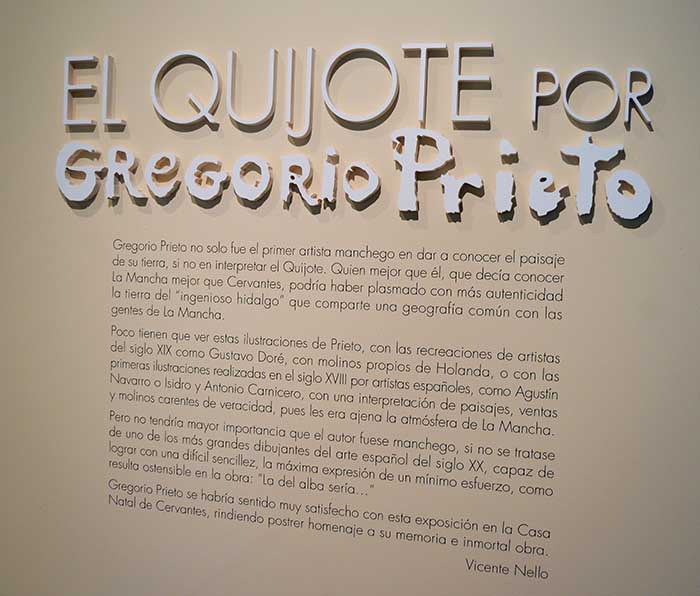 EL QUIJOTE POR
GREGORIO PRIETO
Gregorio Prieto no solo fue el primer artista manchego en dar a conocer el paisaje
de su tierra, si no en interpretar el Quijote. Quien mejor que él, que decía conocer
La Mancha mejor que Cervantes, podría haber plasmado con más autenticidad
la tierra del "ingenioso hidalgo" que comparte una geografía común con las
gentes de La Mancha.
Poco tienen que ver estas ilustraciones de Prieto, con las recreaciones de artistas
del siglo XIX como Gustavo Doré, con molinos propios de Holanda, o con las
primeras ilustraciones realizadas en el siglo XVIII por artistas españoles, como Agustín
Navarro o Isidro y Antonio Carnicero, con una interpretación de paisajes, ventas
y molinos carentes de veracidad, pues les era ajena la atmósfera de La Mancha.
Pero no tendría mayor importancia que el autor fuese manchego, si no se tratase
de uno de los más grandes dibujantes del arte español del siglo XX, capaz de
lograr con una difícil sencillez, la máxima expresión de un mínimo esfuerzo, como
resulta ostensible en la obra: "La del alba sería..."
Gregorio Prieto se habría sentido muy satisfecho con esta exposición en la Casa
Natal de Cervantes, rindiendo postrer homenaje a su memoria e inmortal obra.
Vicente Nello